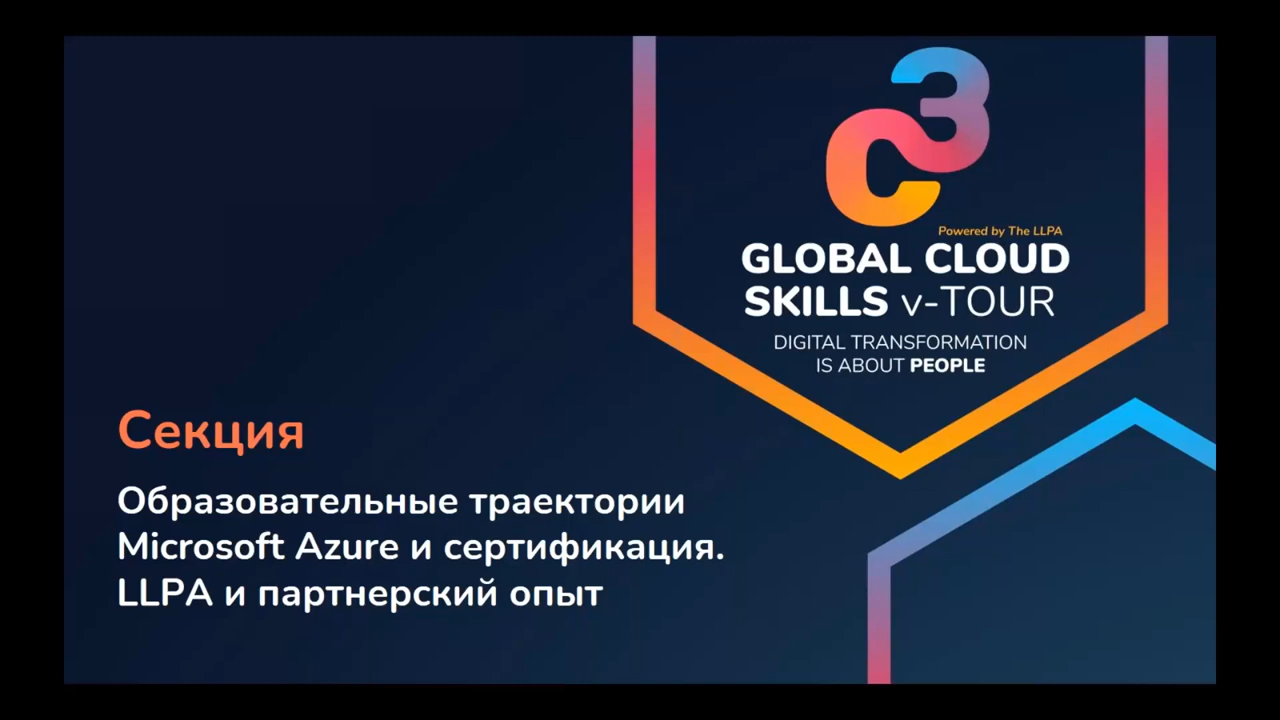 c3
Powered by The LLPA
GLOBAL CLOUD
SKILLS v-TOUR
DIGITAL TRANSFORMATION
IS ABOUT PEOPLE
Секция
Образовательные траектории
Microsoft Azure и сертификация.
LLPA и партнерский опыт